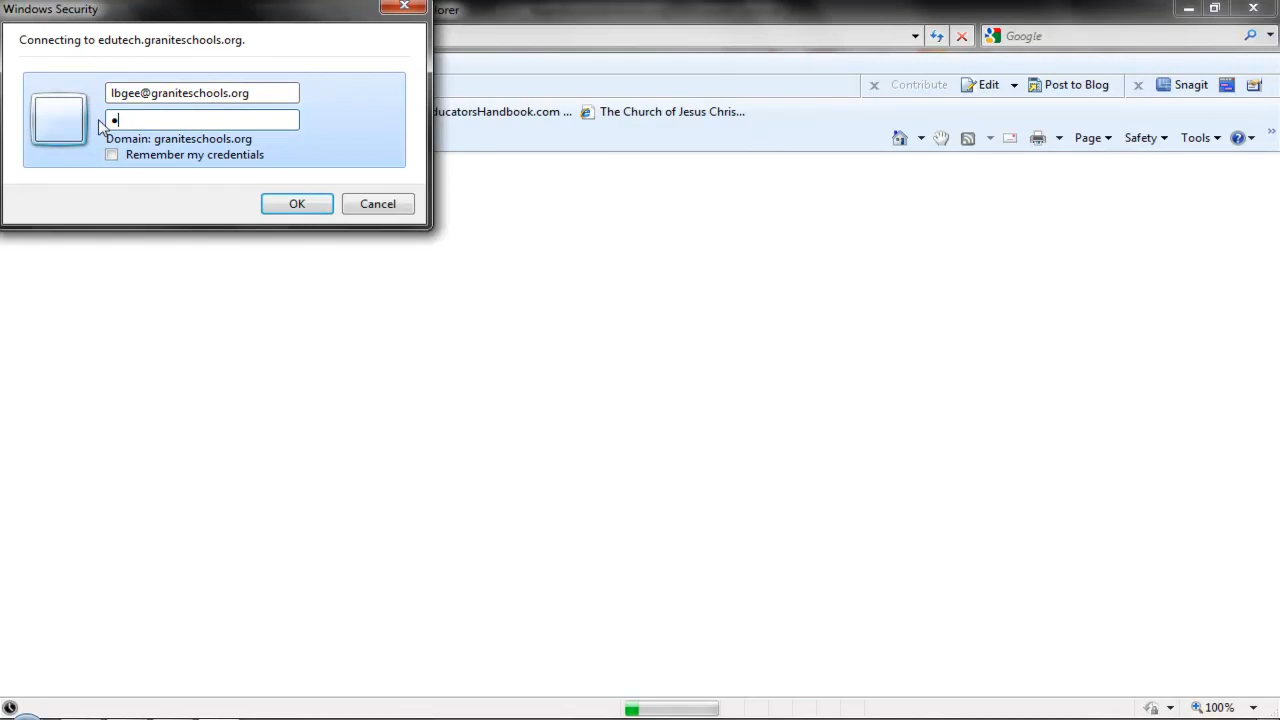 Windows Security
lorer
Connecting to edutech.graniteschools.org.
Google
lbgee@graniteschools.org
Contribute Edit Post to Blog Snagit
ducatorsHandbook.com ... The Church of Jesus Chris...
Domain: graniteschools.org
Page Safety Tools
Remember my credentials
OK Cancel
100%